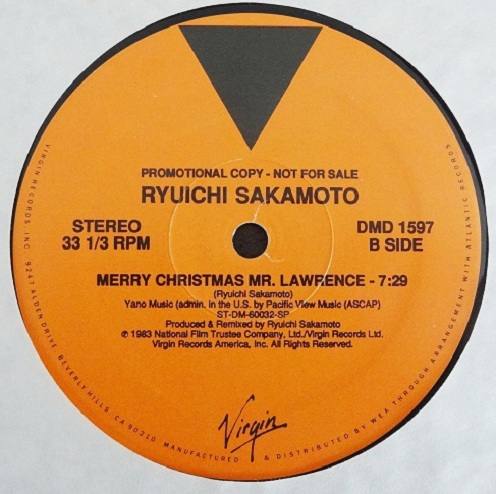 PROMOTIONAL COPY - NOT FOR SALE
RYUICHI SAKAMOTO
STEREO
33 1/3 RPM
DMD 1597
B SIDE
MERRY CHRISTMAS MR. LAWRENCE - 7:29
(Ryuichi Sakamoto)
Yano Music (admin. in the U.S. by Pacific View Music (ASCAP)
ST-DM-60032-SP
Produced & Remixed by Ryuichi Sakamoto
℗ 1983 National Film Trustee Company, Ltd./Virgin Records Ltd.
Virgin Records America, Inc. All Rights Reserved.
Virgin
VIRGIN RECORDS INC. 9247 ALDEN DRIVE, BEVERLY HILLS, CA 90210 MANUFACTURED & DISTRIBUTED BY WEA THROUGH ARRANGEMENT WITH ATLANTIC RECORDS